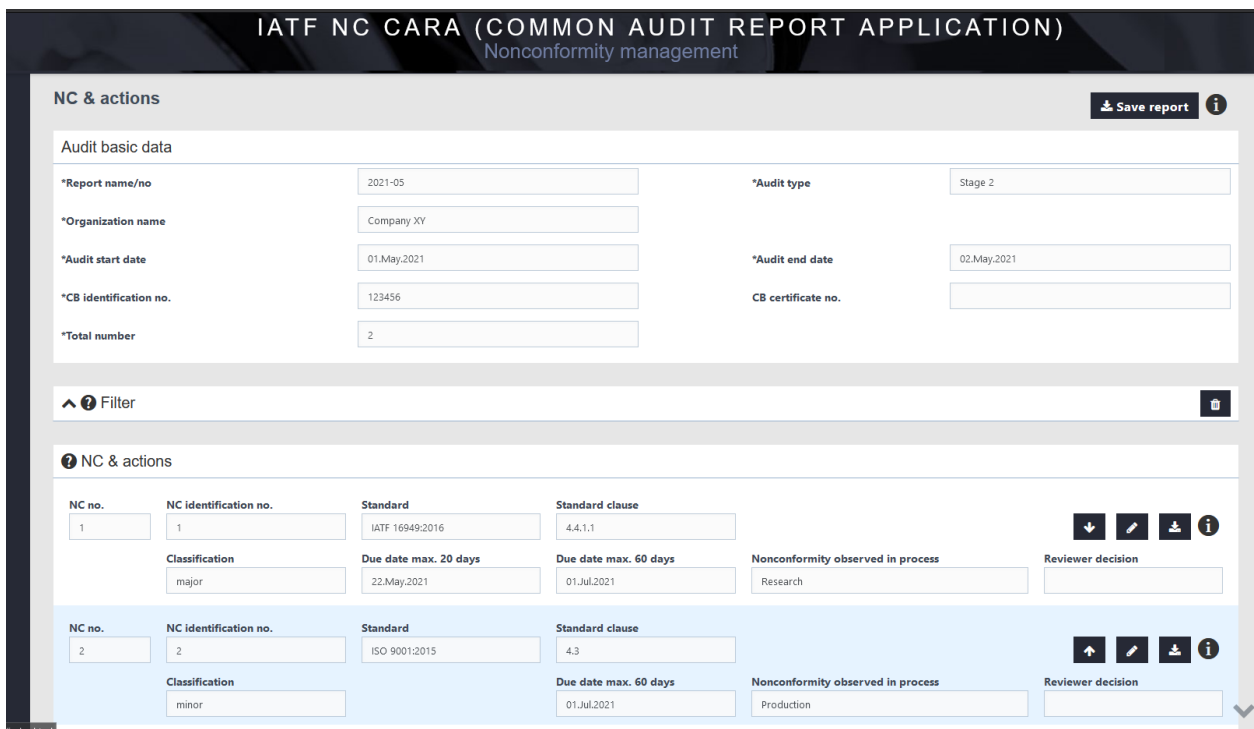 IATF NC CARA (COMMON AUDIT REPORT APPLICATION)
Nonconformity management
NC & actions
Save report
Audit basic data
*Report name/no 2021-05 *Audit type Stage 2
*Organization name Company XY
*Audit start date 01.May.2021 *Audit end date 02.May.2021
*CB identification no. 123456 CB certificate no.
*Total number 2
Filter
NC & actions
NC no. NC identification no. Standard Standard clause
1 1 IATF 16949:2016 4.4.1.1
Classification Due date max. 20 days Due date max. 60 days Nonconformity observed in process Reviewer decision
major 22.May.2021 01.Jul.2021 Research
NC no. NC identification no. Standard Standard clause
2 2 ISO 9001:2015 4.3
Classification Due date max. 60 days Nonconformity observed in process Reviewer decision
minor 01.Jul.2021 Production